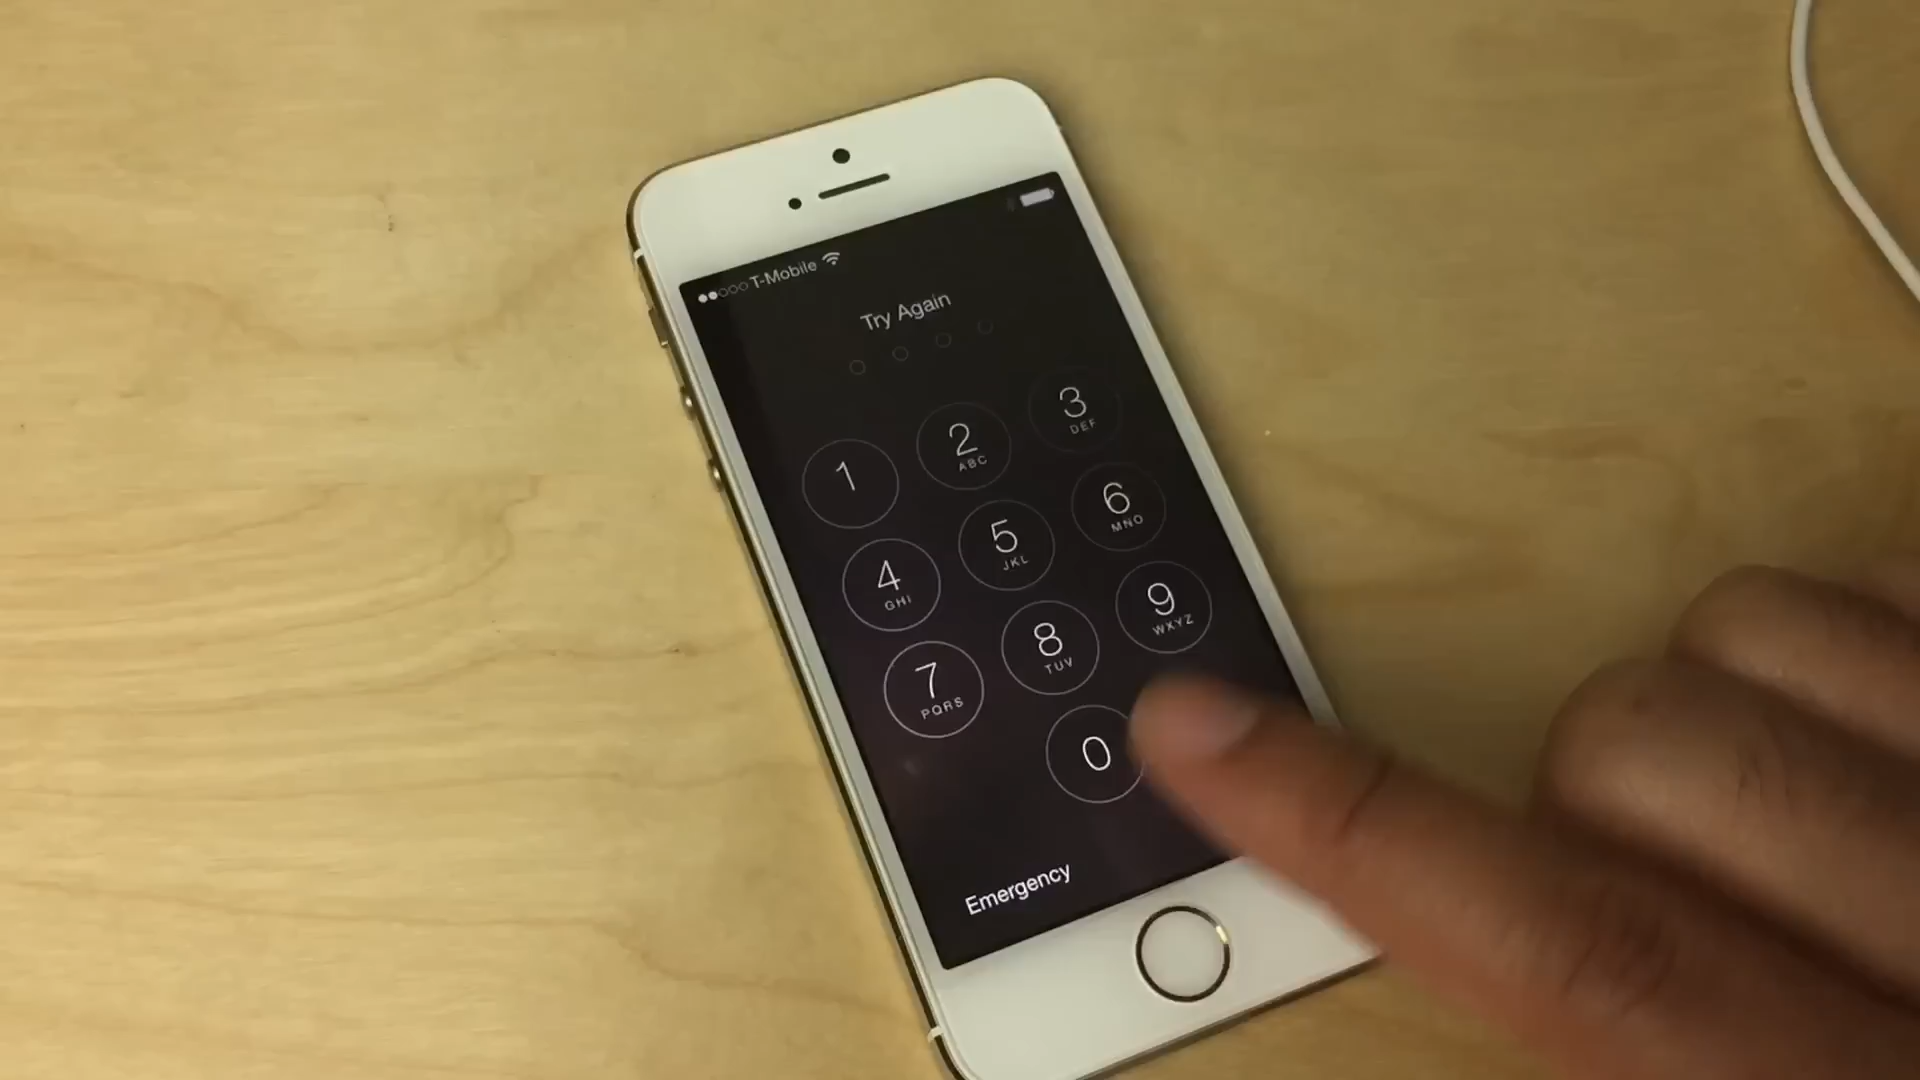 T-Mobile
Try Again
1
2
ABC
3
DEF
4
GHI
5
JKL
6
MNO
7
PQRS
8
TUV
9
WXYZ
0
Emergency